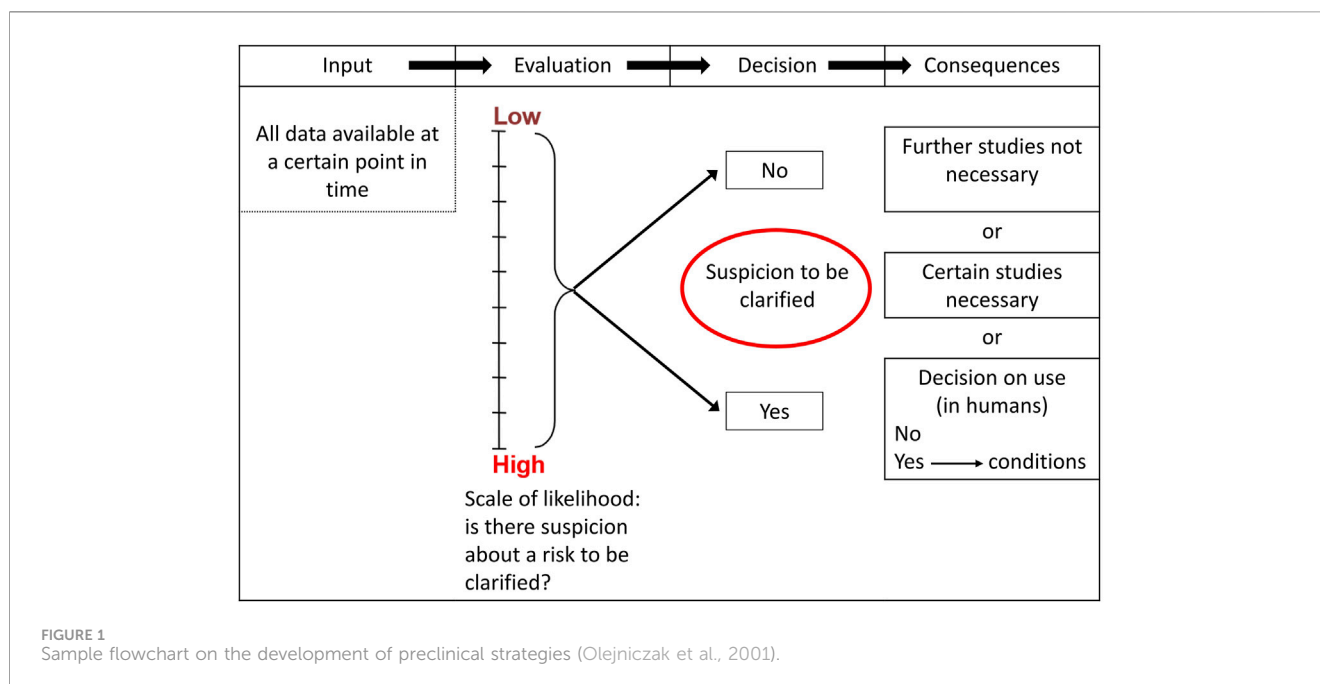 Input Evaluation Decision Consequences
All data available at
a certain point in
time
Low
High
Scale of likelihood:
is there suspicion
about a risk to be
clarified?
No
Suspicion to be
clarified
Yes
Further studies not
necessary
or
Certain studies
necessary
or
Decision on use
(in humans)
No
Yes conditions
FIGURE 1
Sample flowchart on the development of preclinical strategies (Olejniczak et al., 2001).